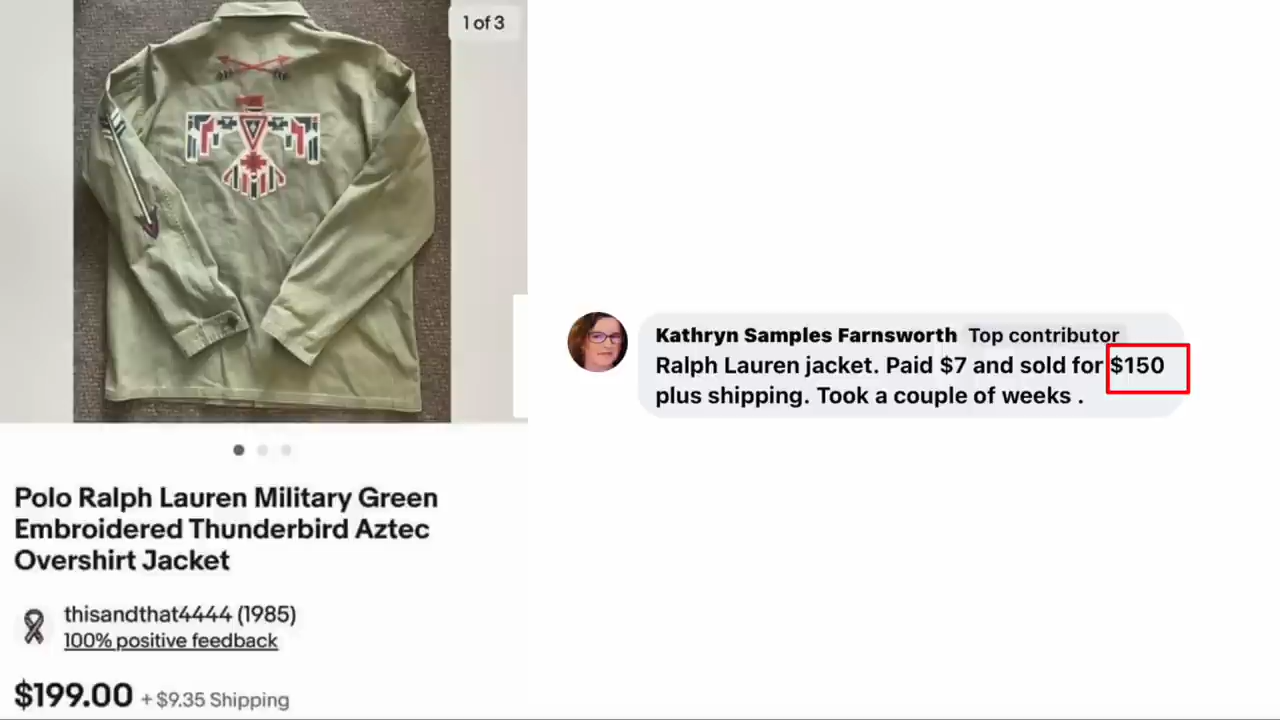 1 of 3
Kathryn Samples Farnsworth Top contributor
Ralph Lauren jacket. Paid $7 and sold for $150
plus shipping. Took a couple of weeks .
Polo Ralph Lauren Military Green
Embroidered Thunderbird Aztec
Overshirt Jacket
thisandthat4444 (1985)
100% positive feedback
$199.00 + $9.35 Shipping